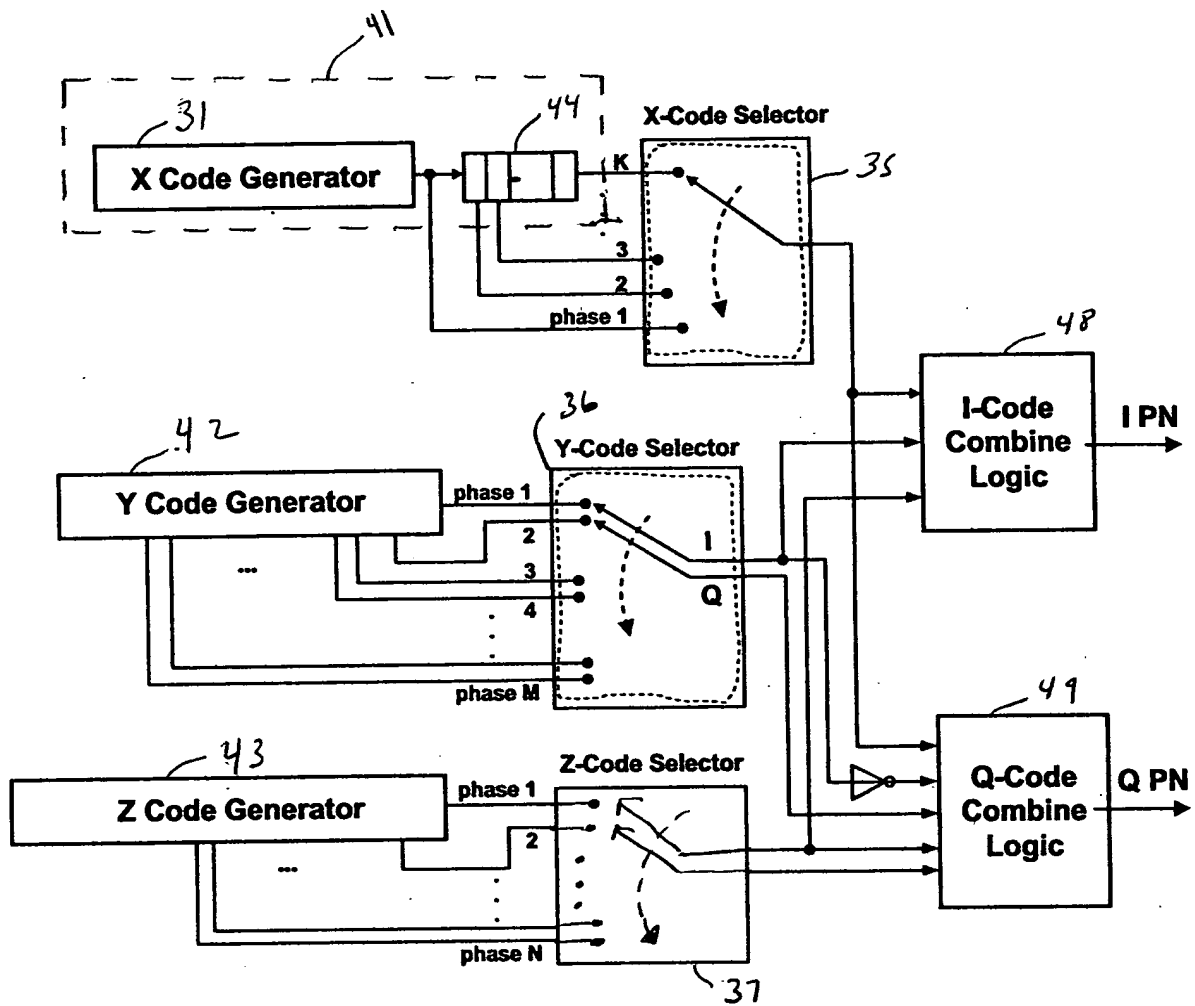 41
31
X Code Generator
44
K
X-Code Selector
35
3
2
phase 1
48
I-Code
Combine
Logic
I PN
42
Y Code Generator
36
Y-Code Selector
phase 1
2
...
3
4
phase M
I
Q
49
Q-Code
Combine
Logic
Q PN
43
Z Code Generator
Z-Code Selector
phase 1
2
...
phase N
37